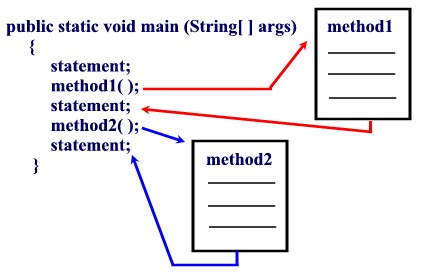 public static void main (String[ ] args)
{
statement;
method1( );
statement;
method2( );
statement;
}
method1
method2